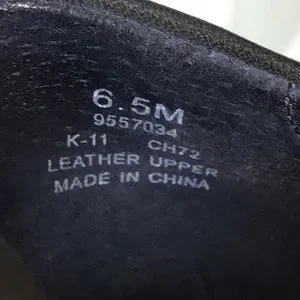 6.5M
9557034
K-11 CH72
LEATHER UPPER
MADE IN CHINA